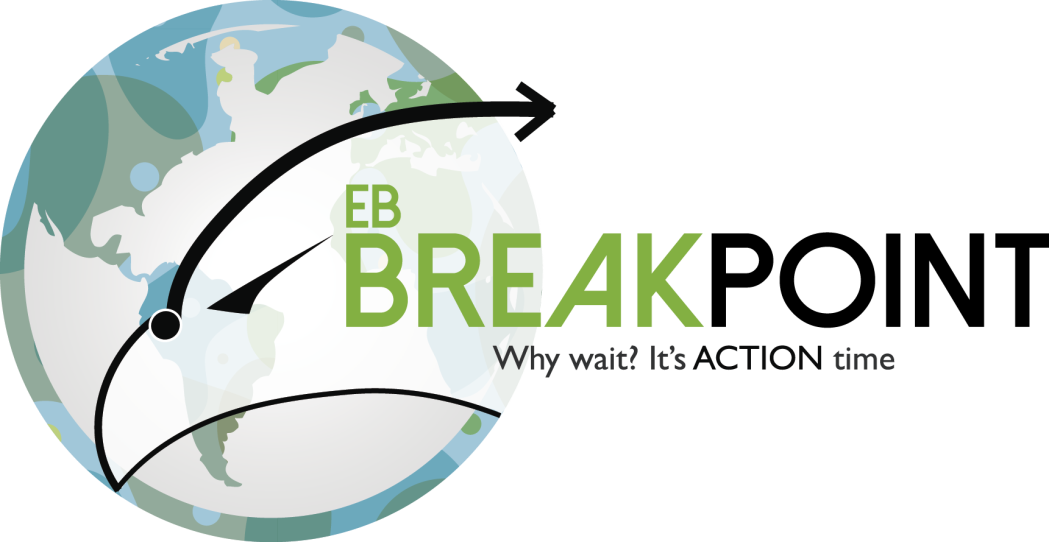 EB
BREAKPOINT
Why wait? It's ACTION time